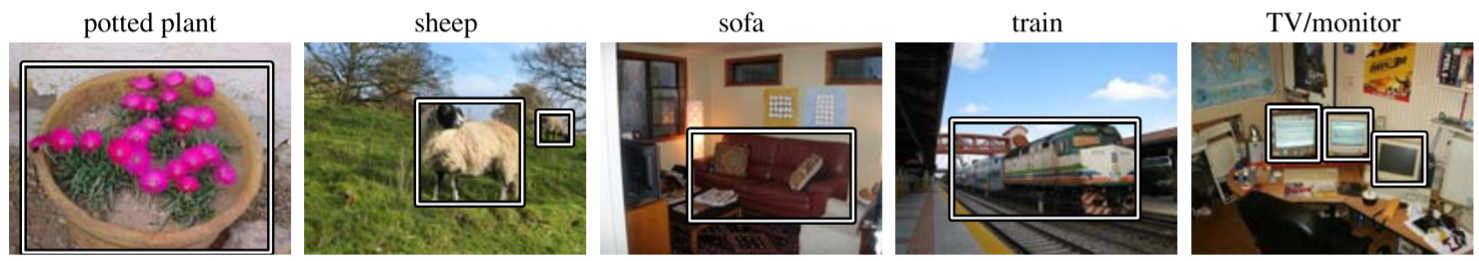 potted plant
sheep
sofa
train
TV/monitor